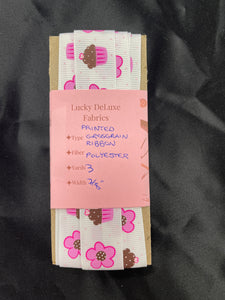 Lucky DeLuxe
Fabrics
PRINTED
Type: GROSGRAIN
RIBBON
Fiber: POLYESTER
Yards: 3
Width: 7/8"